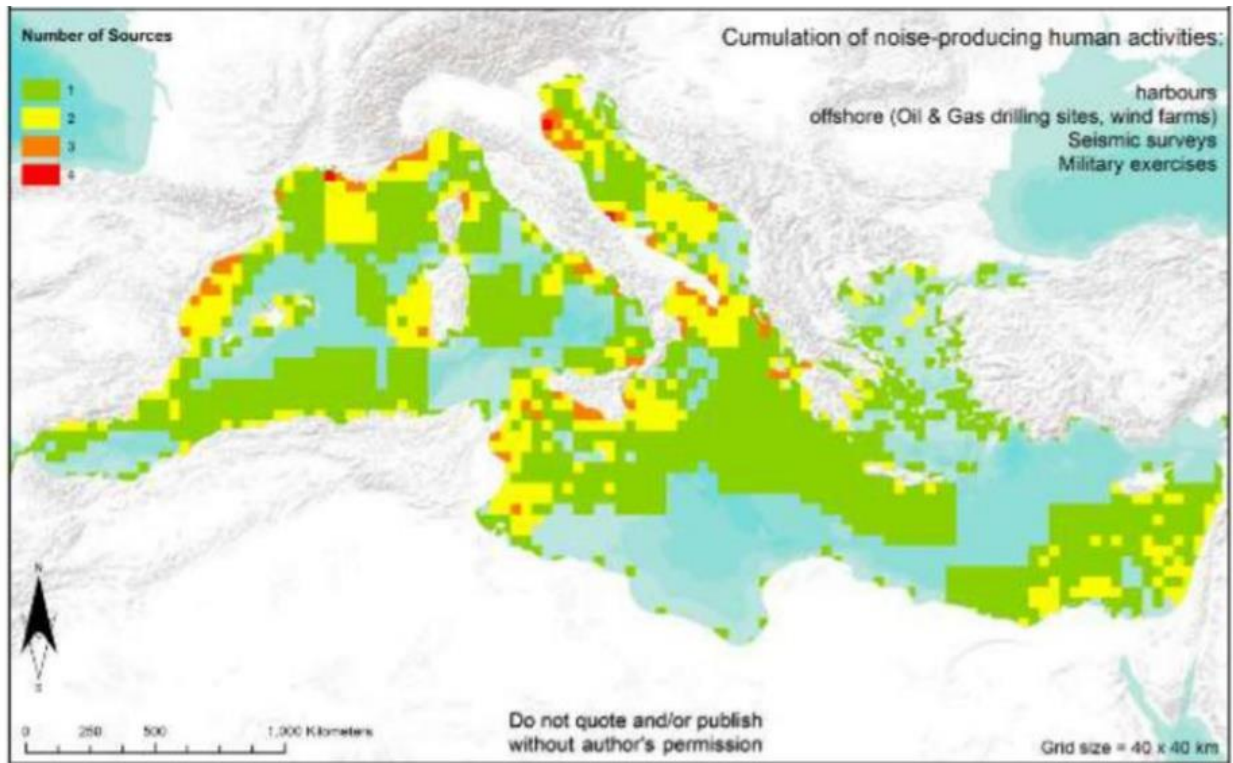 Number of Sources
1
2
3
4
Cumulation of noise-producing human activities:
harbours
offshore (Oil & Gas drilling sites, wind farms)
Seismic surveys
Military exercises
N
S
0 250 500 1,000 Kilometers
Do not quote and/or publish
without author's permission
Grid size = 40 x 40 km